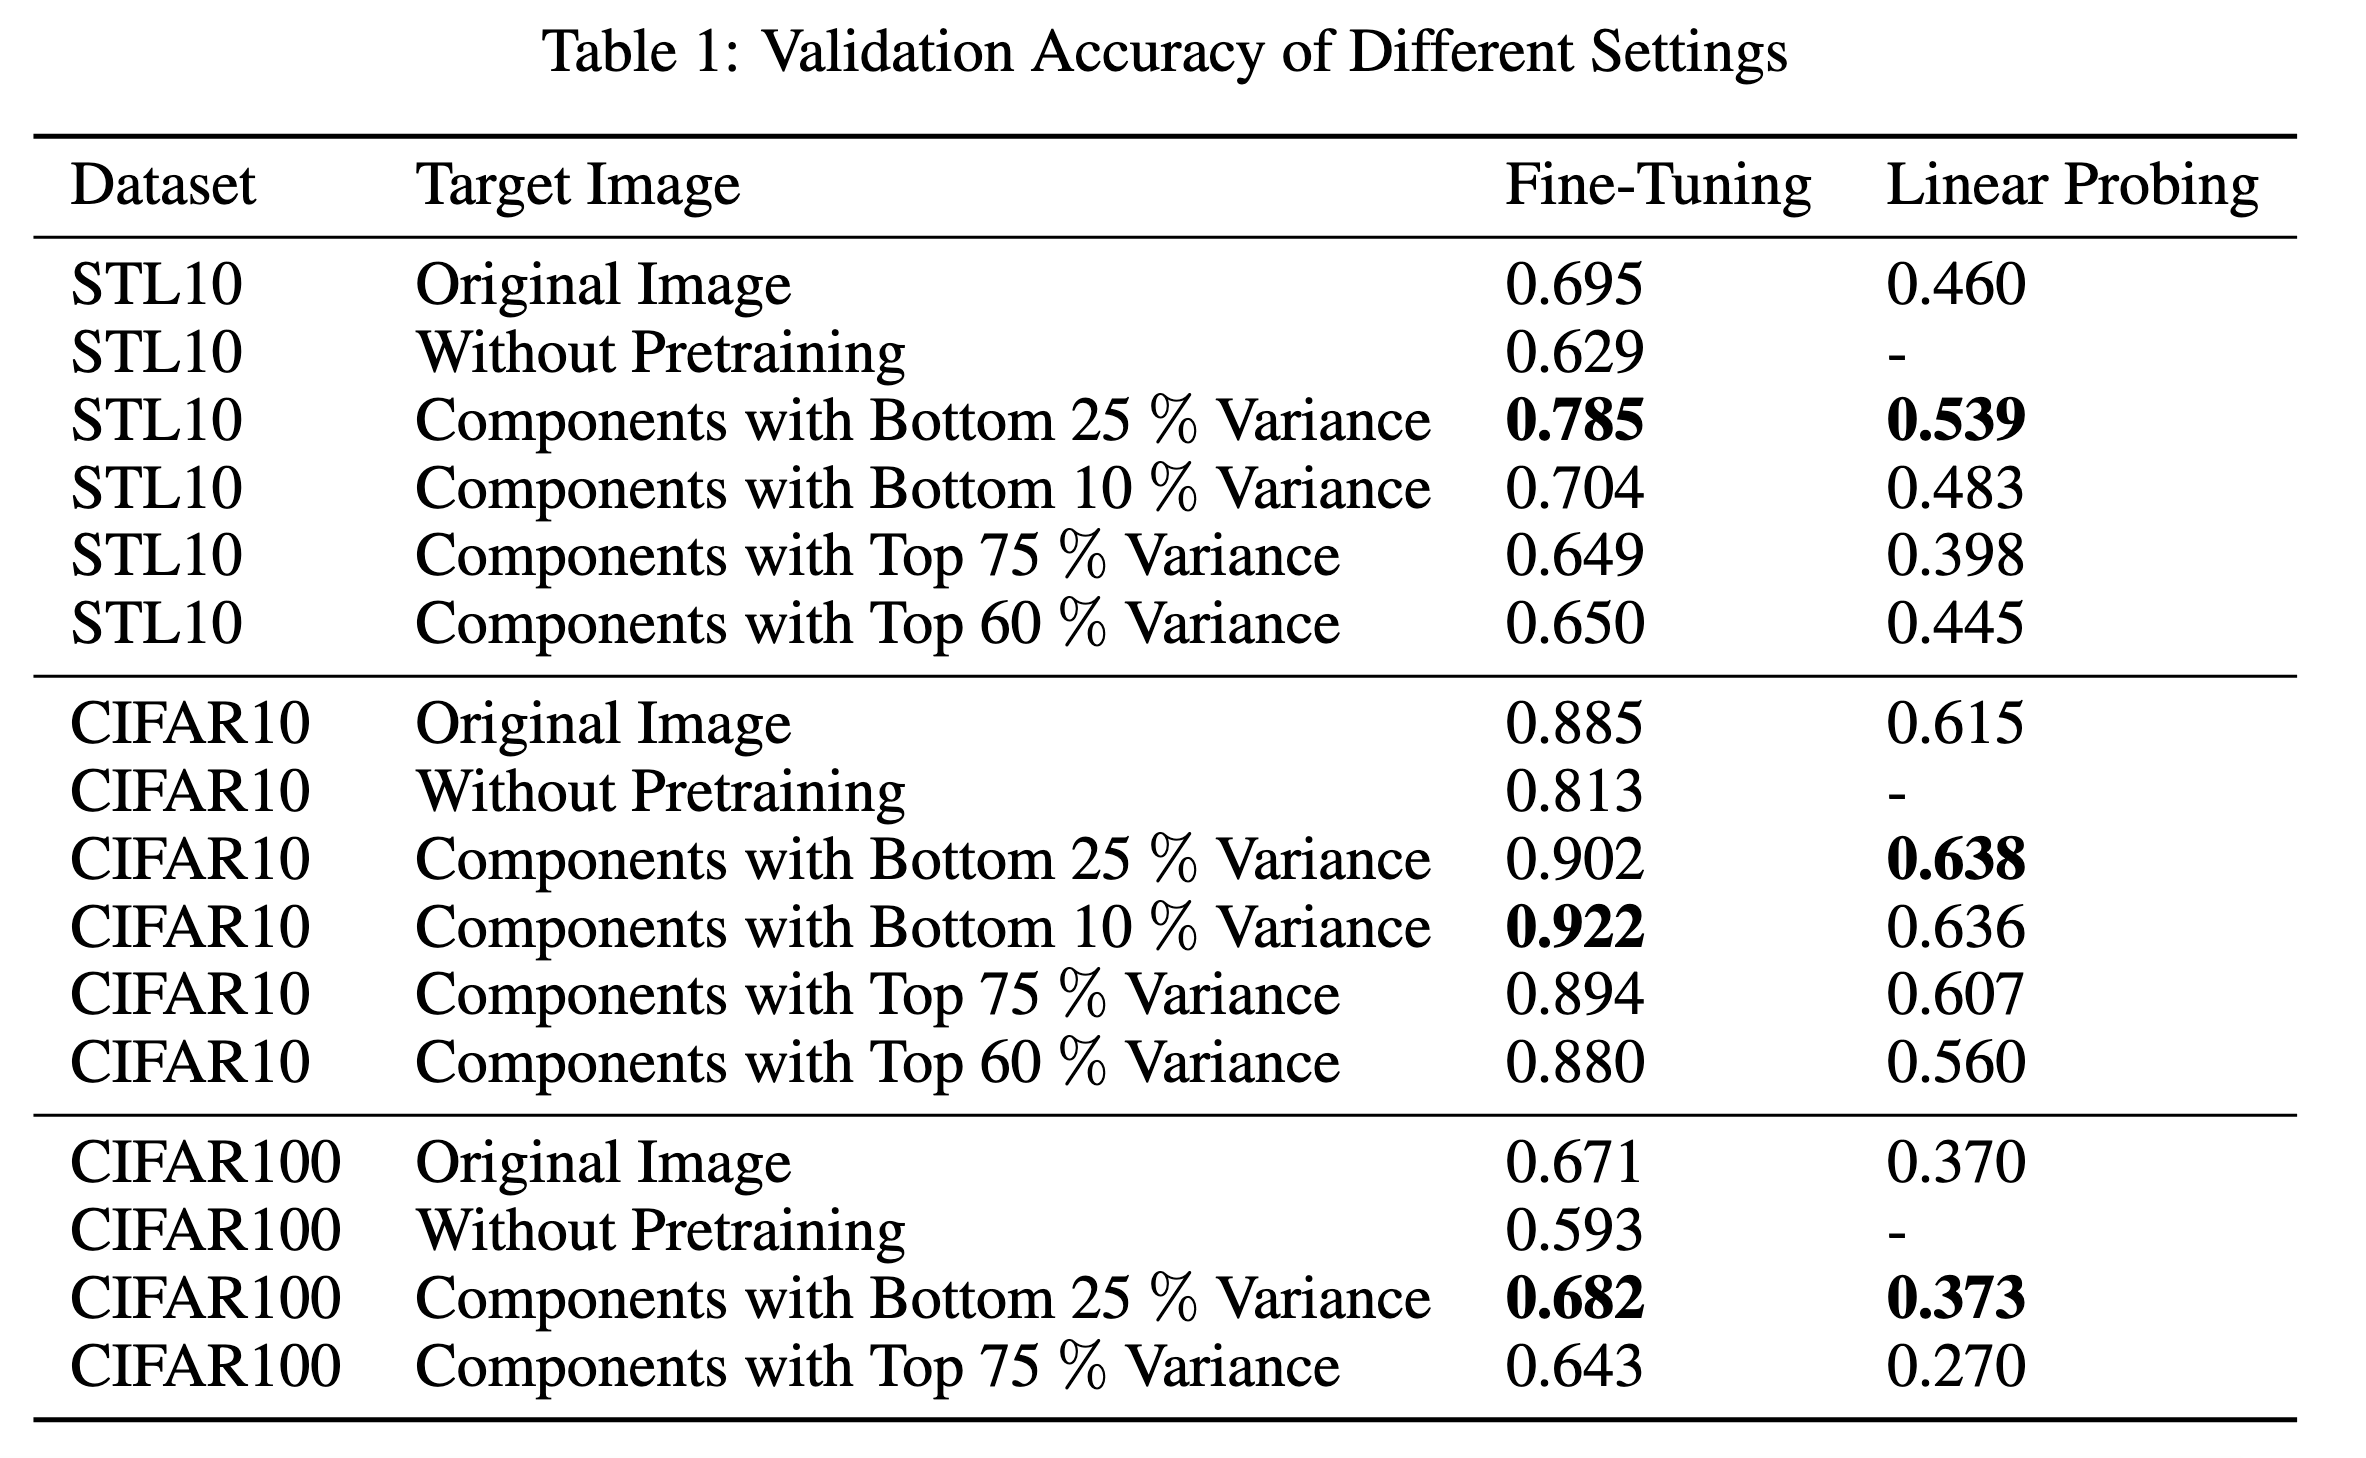 Table 1: Validation Accuracy of Different Settings
Dataset Target Image Fine-Tuning Linear Probing
STL10 Original Image 0.695 0.460
STL10 Without Pretraining 0.629 -
STL10 Components with Bottom 25 % Variance 0.785 0.539
STL10 Components with Bottom 10 % Variance 0.704 0.483
STL10 Components with Top 75 % Variance 0.649 0.398
STL10 Components with Top 60 % Variance 0.650 0.445
CIFAR10 Original Image 0.885 0.615
CIFAR10 Without Pretraining 0.813 -
CIFAR10 Components with Bottom 25 % Variance 0.902 0.638
CIFAR10 Components with Bottom 10 % Variance 0.922 0.636
CIFAR10 Components with Top 75 % Variance 0.894 0.607
CIFAR10 Components with Top 60 % Variance 0.880 0.560
CIFAR100 Original Image 0.671 0.370
CIFAR100 Without Pretraining 0.593 -
CIFAR100 Components with Bottom 25 % Variance 0.682 0.373
CIFAR100 Components with Top 75 % Variance 0.643 0.270